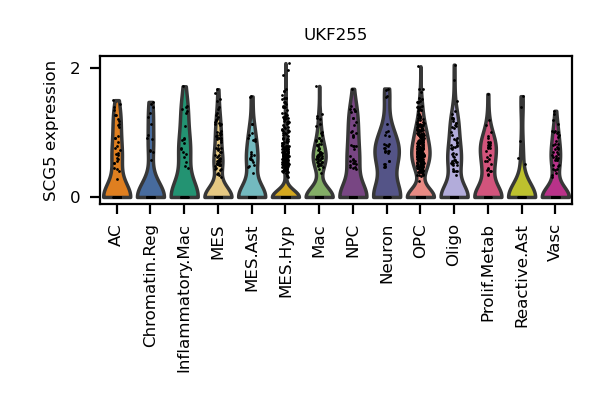 UKF255
SCG5 expression
2
0
AC
Chromatin.Reg
Inflammatory.Mac
MES
MES.Ast
MES.Hyp
Mac
NPC
Neuron
OPC
Oligo
Prolif.Metab
Reactive.Ast
Vasc